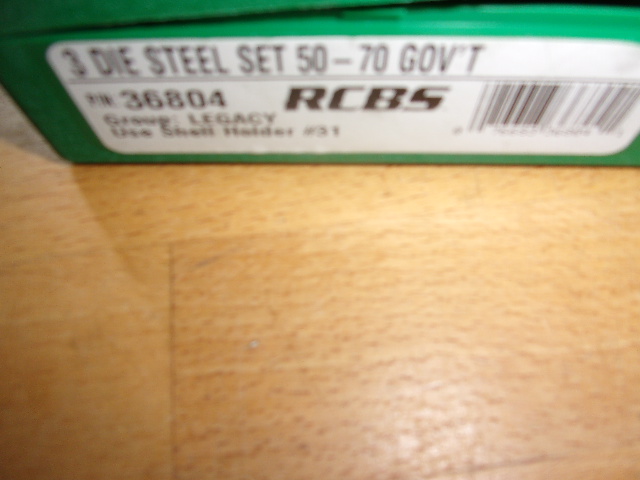 3 DIE STEEL SET 50-70 GOV'T
P/N 36804 RCBS
Group: LEGACY
Use Shell Holder #31